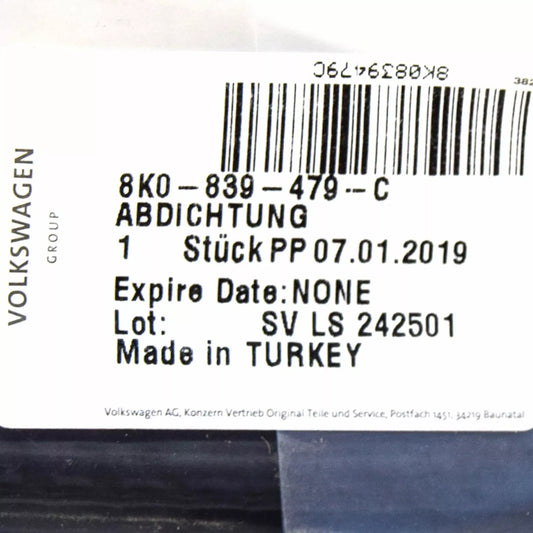 8K0839479C
382
8K0-839-479--C
ABDICHTUNG
1 Stück PP 07.01.2019
Expire Date: NONE
Lot: SV LS 242501
Made in TURKEY
VOLKSWAGEN
GROUP
Volkswagen AG, Konzern Vertrieb Original Teile und Service, Postfach 1451, 34219 Baunatal